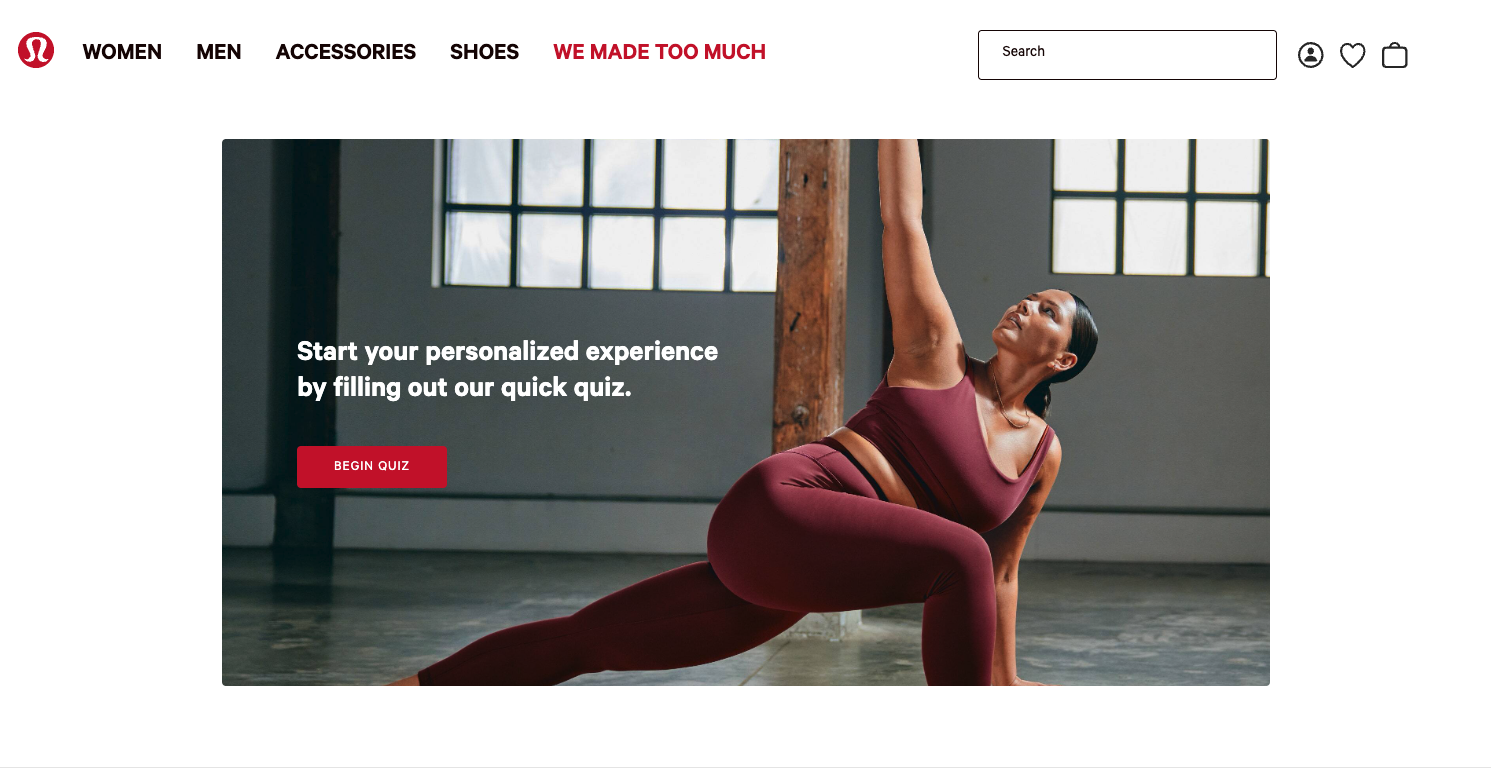 WOMEN MEN ACCESSORIES SHOES WE MADE TOO MUCH Search
Start your personalized experience
by filling out our quick quiz.
BEGIN QUIZ